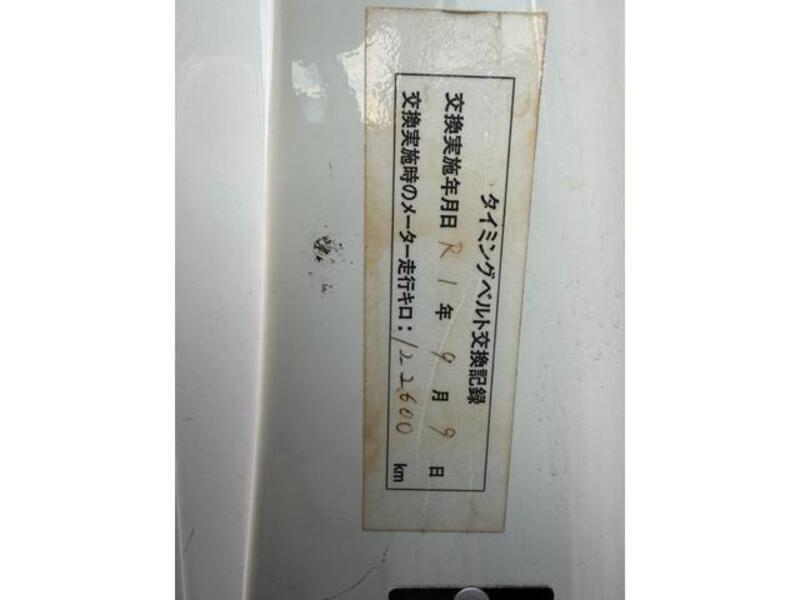 タイミングベルト交換記録
交換実施年月日 R 1 年 9 月 9 日
交換実施時のメーター走行キロ：122600 km